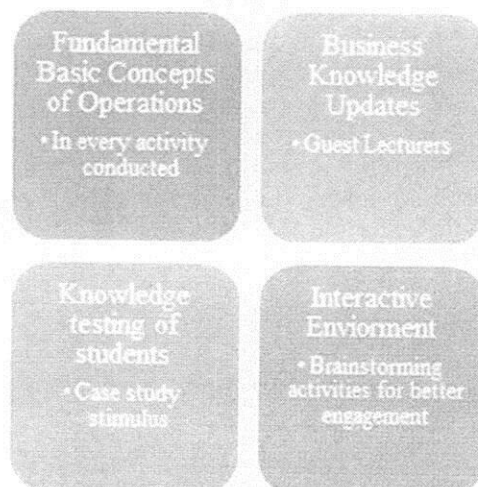 Fundamental
Basic Concepts
of Operations
• In every activity
conducted
Business
Knowledge
Updates
• Guest Lecturers
Knowledge
testing of
students
• Case study
stimulus
Interactive
Enviorment
• Brainstorming
activities for better
engagement